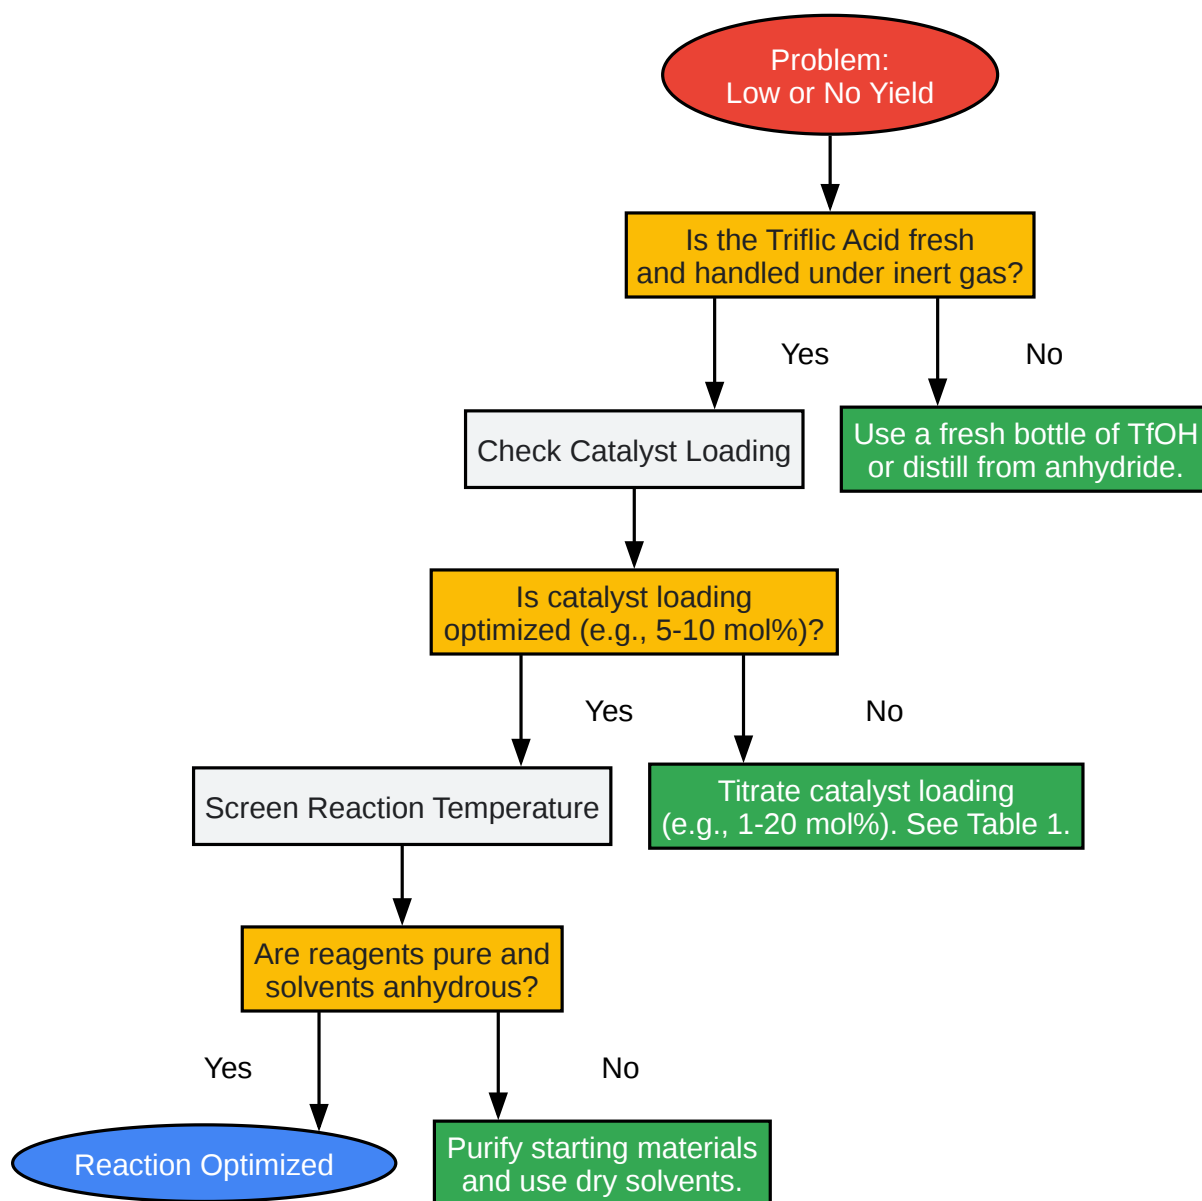 Problem:
Low or No Yield
Is the Triflic Acid fresh
and handled under inert gas?
Yes
No
Check Catalyst Loading
Use a fresh bottle of TfOH
or distill from anhydride.
Is catalyst loading
optimized (e.g., 5-10 mol%)?
Yes
No
Screen Reaction Temperature
Titrate catalyst loading
(e.g., 1-20 mol%). See Table 1.
Are reagents pure and
solvents anhydrous?
Yes
No
Reaction Optimized
Purify starting materials
and use dry solvents.